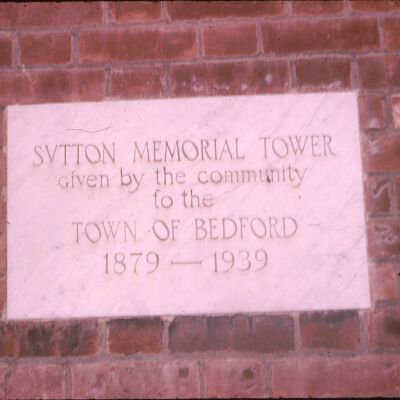 SVTTON MEMORIAL TOWER
given by the community
to the
TOWN OF BEDFORD
1879 — 1939